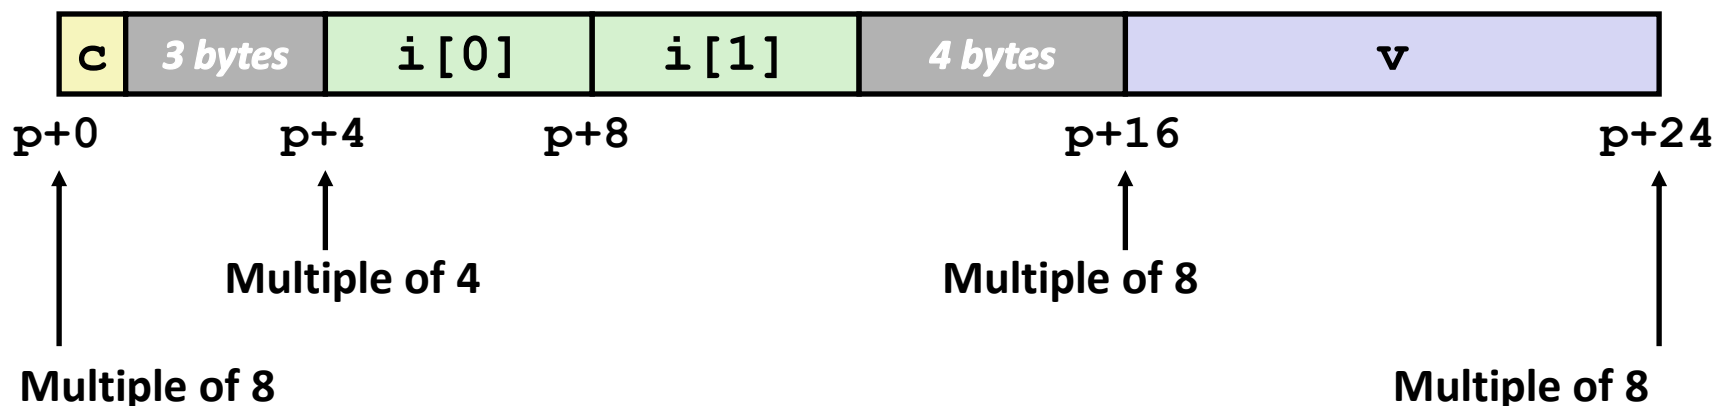 c 3 bytes i[0] i[1] 4 bytes v
p+0 p+4 p+8 p+16 p+24
Multiple of 4 Multiple of 8
Multiple of 8 Multiple of 8